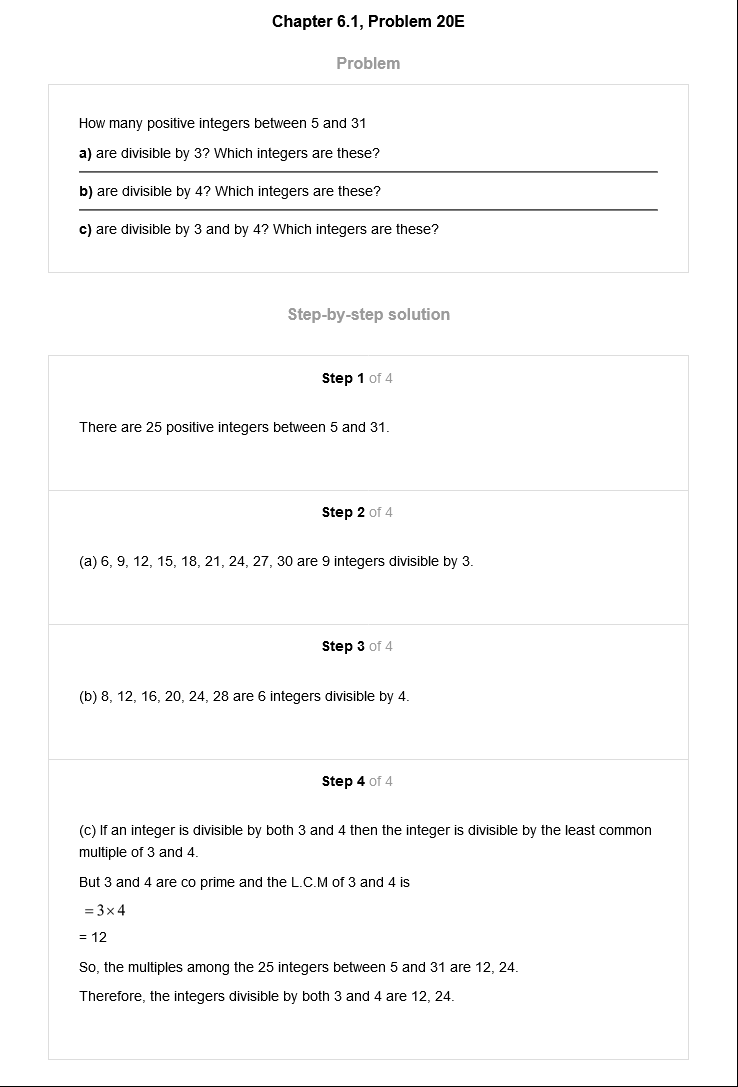 Chapter 6.1, Problem 20E
Problem
How many positive integers between 5 and 31
a) are divisible by 3? Which integers are these?
b) are divisible by 4? Which integers are these?
c) are divisible by 3 and by 4? Which integers are these?
Step-by-step solution
Step 1 of 4
There are 25 positive integers between 5 and 31.
Step 2 of 4
(a) 6, 9, 12, 15, 18, 21, 24, 27, 30 are 9 integers divisible by 3.
Step 3 of 4
(b) 8, 12, 16, 20, 24, 28 are 6 integers divisible by 4.
Step 4 of 4
(c) If an integer is divisible by both 3 and 4 then the integer is divisible by the least common
multiple of 3 and 4.
But 3 and 4 are co prime and the L.C.M of 3 and 4 is
= 3 × 4
= 12
So, the multiples among the 25 integers between 5 and 31 are 12, 24.
Therefore, the integers divisible by both 3 and 4 are 12, 24.